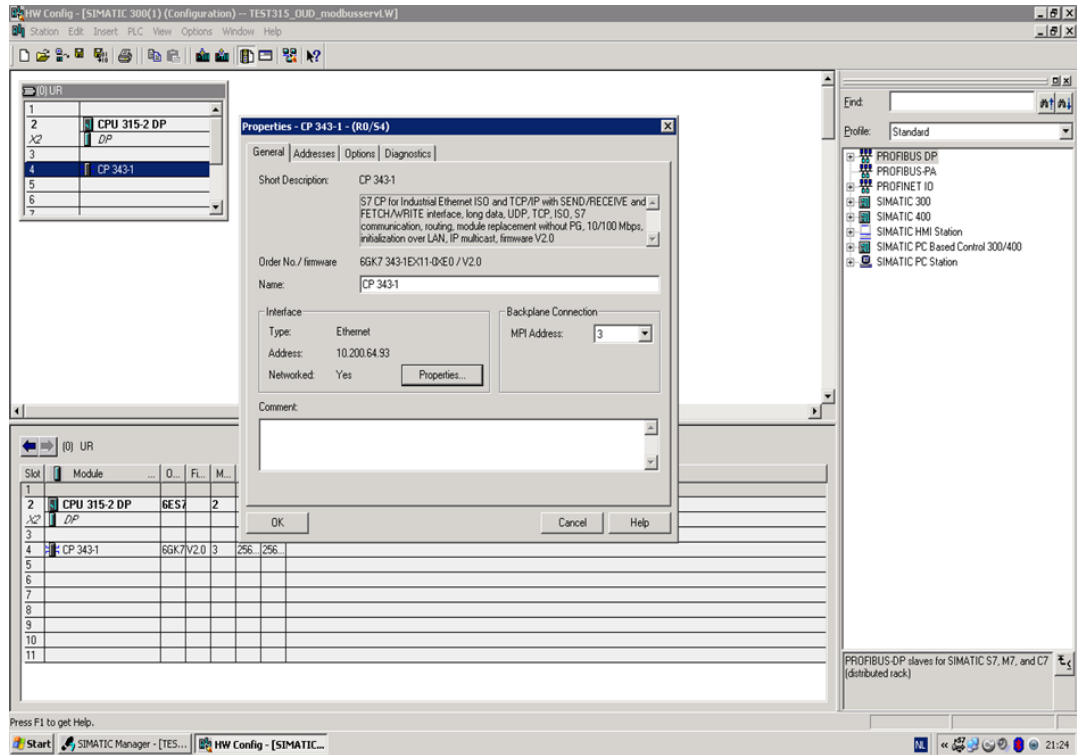 HW Config - [SIMATIC 300(1) (Configuration) -- TEST315_OUD_modbusservLW]
Station Edit Insert PLC View Options Window Help
(0) UR
1
2 CPU 315-2 DP
X2 DP
3
4 CP 343-1
5
6
7
Properties - CP 343-1 - (R0/S4)
General Addresses Options Diagnostics
Short Description: CP 343-1
S7 CP for Industrial Ethernet ISO and TCP/IP with SEND/RECEIVE and
FETCH/WRITE interface, long data, UDP, TCP, ISO, S7
communication, routing, module replacement without PG, 10/100 Mbps,
initialization over LAN, IP multicast, firmware V2.0
Order No./ firmware 6GK7 343-1EX11-0XE0 / V2.0
Name: CP 343-1
Interface
Type: Ethernet
Address: 10.200.64.93
Networked: Yes Properties...
Backplane Connection
MPI Address: 3
Comment:
OK Cancel Help
Find:
Profile: Standard
PROFIBUS DP
PROFIBUS-PA
PROFINET IO
SIMATIC 300
SIMATIC 400
SIMATIC HMI Station
SIMATIC PC Based Control 300/400
SIMATIC PC Station
(0) UR
Slot Module ... O... Fi... M...
1
2 CPU 315-2 DP 6ES7 2
X2 DP
3
4 CP 343-1 6GK7 V2.0 3 256... 256...
5
6
7
8
9
10
11
PROFIBUS-DP slaves for SIMATIC S7, M7, and C7
(distributed rack)
Press F1 to get Help.
Start SIMATIC Manager - [TES... HW Config - [SIMATIC... NL « 21:24